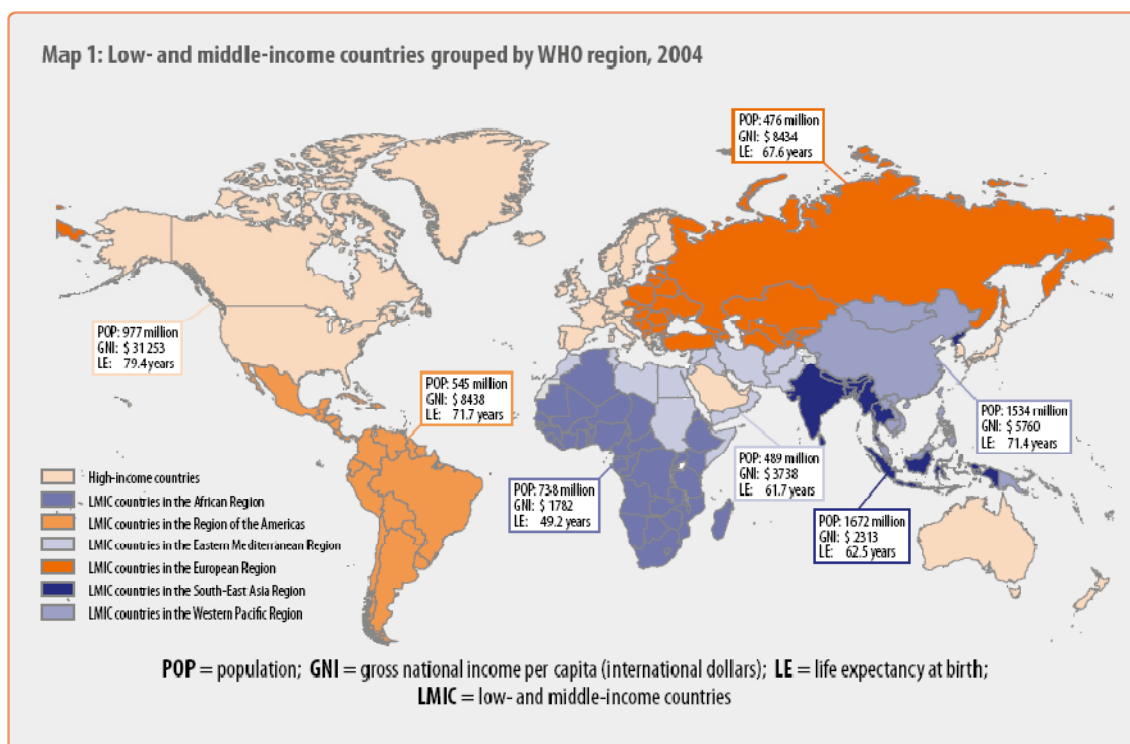 Map 1: Low- and middle-income countries grouped by WHO region, 2004
POP: 476 million
GNI: $ 8434
LE: 67.6 years
POP: 977 million
GNI: $ 31 253
LE: 79.4 years
POP: 545 million
GNI: $ 8438
LE: 71.7 years
POP: 1534 million
GNI: $ 5760
LE: 71.4 years
POP: 489 million
GNI: $ 3738
LE: 61.7 years
POP: 738 million
GNI: $ 1782
LE: 49.2 years
POP: 1672 million
GNI: $ 2313
LE: 62.5 years
High-income countries
LMIC countries in the African Region
LMIC countries in the Region of the Americas
LMIC countries in the Eastern Mediterranean Region
LMIC countries in the European Region
LMIC countries in the South-East Asia Region
LMIC countries in the Western Pacific Region
POP = population; GNI = gross national income per capita (international dollars); LE = life expectancy at birth;
LMIC = low- and middle-income countries